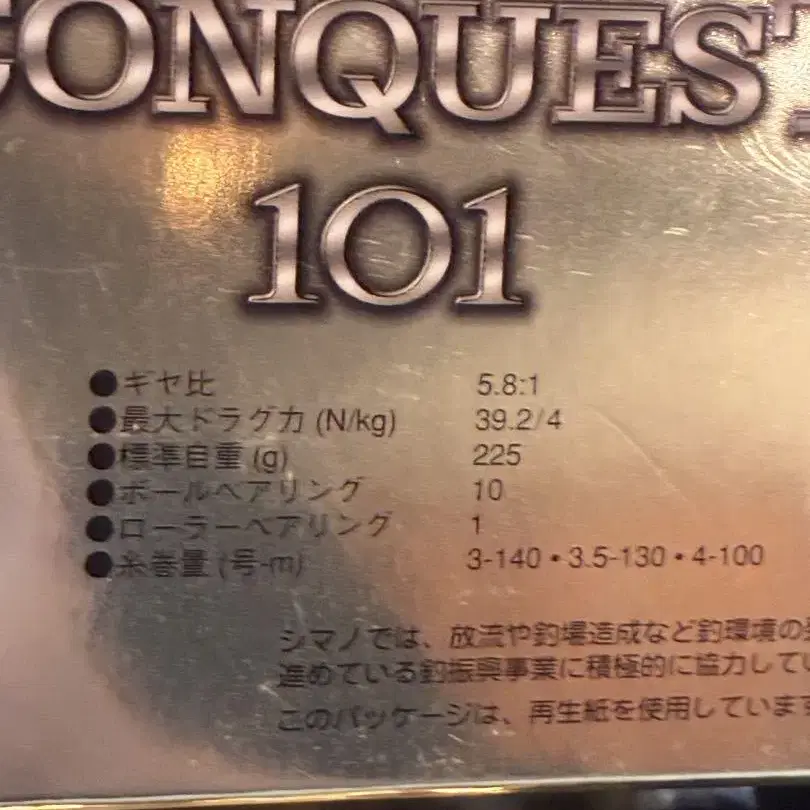 CONQUEST
101
●ギヤ比 5.8:1
●最大ドラグ力 (N/kg) 39.2/4
●標準自重 (g) 225
●ボールベアリング 10
●ローラーベアリング 1
●糸巻量 (号-m) 3-140・3.5-130・4-100
シマノでは、放流や釣場造成など釣環境の
進めている釣振興事業に積極的に協力してい
このパッケージは、再生紙を使用しています